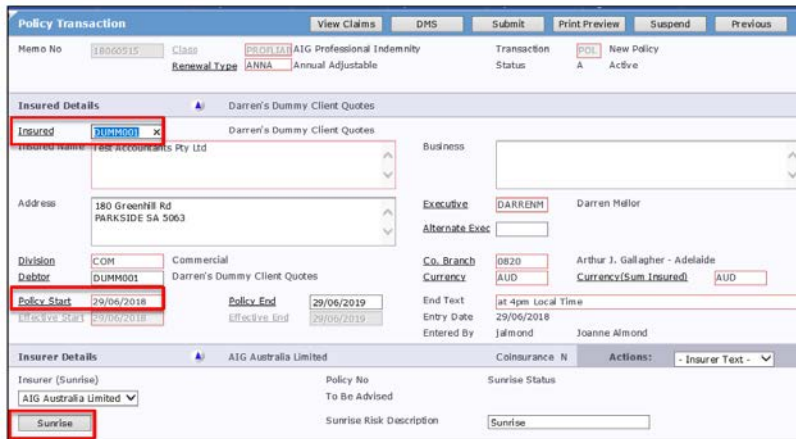 Policy Transaction View Claims DMS Submit Print Preview Suspend Previous
Memo No 18060515 Class PROFLIAB AIG Professional Indemnity Transaction POL New Policy
Renewal Type ANNA Annual Adjustable Status A Active
Insured Details Darren's Dummy Client Quotes
Insured DUMM001 x Darren's Dummy Client Quotes
Insured Name Test Accountants Pty Ltd Business
Address 180 Greenhill Rd Executive DARRENM Darren Mellor
PARKSIDE SA 5063
Alternate Exec
Division COM Commercial Co. Branch 0820 Arthur J. Gallagher - Adelaide
Debtor DUMM001 Darren's Dummy Client Quotes Currency AUD Currency(Sum Insured) AUD
Policy Start 29/06/2018 Policy End 29/06/2019 End Text at 4pm Local Time
Effective Start 29/06/2018 Effective End 29/06/2019 Entry Date 29/06/2018
Entered By jalmond Joanne Almond
Insurer Details AIG Australia Limited Coinsurance N Actions: - Insurer Text -
Insurer (Sunrise) Policy No Sunrise Status
AIG Australia Limited To Be Advised
Sunrise Sunrise Risk Description Sunrise